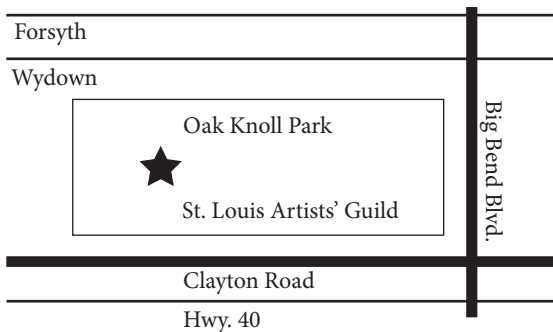 Forsyth
Wydown
Oak Knoll Park
St. Louis Artists’ Guild
Big Bend Blvd.
Clayton Road
Hwy. 40